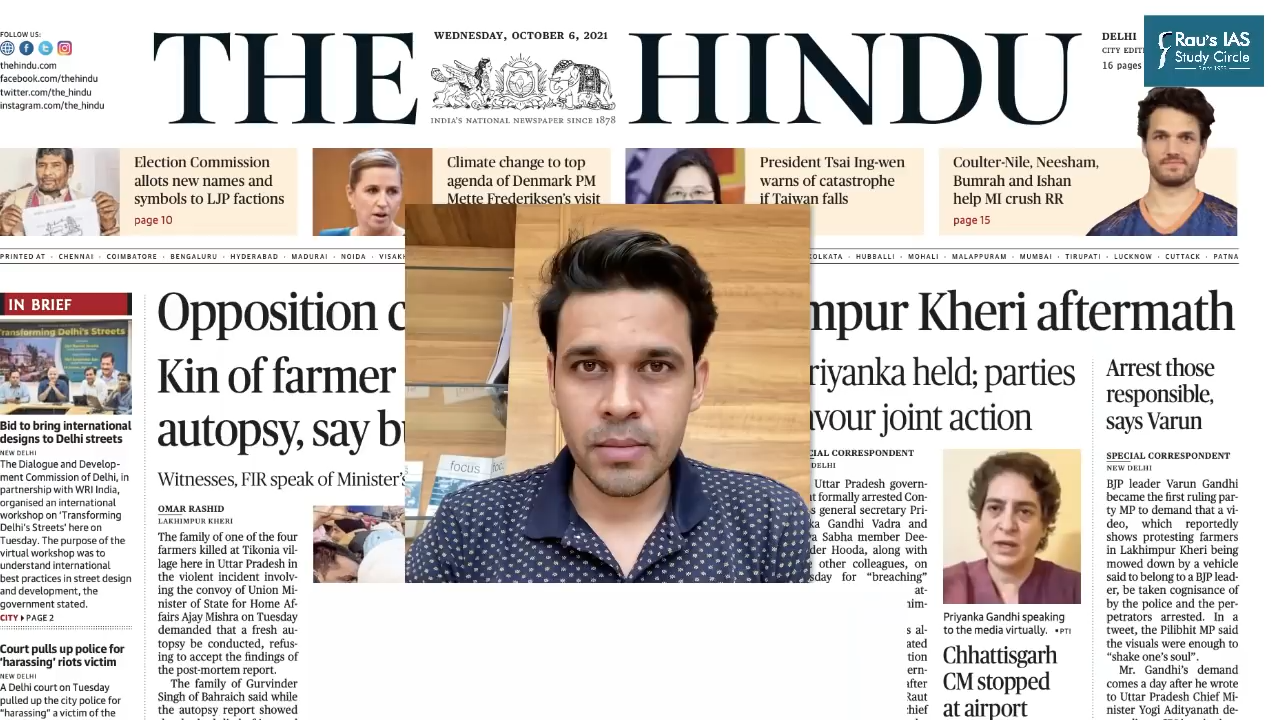 FOLLOW US:
thehindu.com
facebook.com/thehindu
twitter.com/the_hindu
instagram.com/the_hindu
THE HINDU
WEDNESDAY, OCTOBER 6, 2021
INDIA'S NATIONAL NEWSPAPER SINCE 1878
DELHI
16 pages
Rau's IAS
Study Circle
Election Commission
allots new names and
symbols to LJP factions
page 10
Climate change to top
agenda of Denmark PM
Mette Frederiksen's visit
President Tsai Ing-wen
warns of catastrophe
if Taiwan falls
Coulter-Nile, Neesham,
Bumrah and Ishan
help MI crush RR
page 15
PRINTED AT · CHENNAI · COIMBATORE · BENGALURU · HYDERABAD · MADURAI · NOIDA · VISAKH
OLKATA · HUBBALLI · MOHALI · MALAPPURAM · MUMBAI · TIRUPATI · LUCKNOW · CUTTACK · PATNA
IN BRIEF
Transforming Delhi's Streets
Bid to bring international
designs to Delhi streets
NEW DELHI
The Dialogue and Develop-
ment Commission of Delhi, in
partnership with WRI India,
organised an international
workshop on 'Transforming
Delhi's Streets' here on
Tuesday. The purpose of the
virtual workshop was to
understand international
best practices in street design
and development, the
government stated.
CITY PAGE 2
Court pulls up police for
'harassing' riots victim
NEW DELHI
A Delhi court on Tuesday
pulled up the city police for
"harassing" a victim of the
Opposition
mpur Kheri aftermath
Kin of farmer
autopsy, say
Witnesses, FIR speak of Minister's
OMAR RASHID
LAKHIMPUR KHERI
The family of one of the four
farmers killed at Tikonia vil-
lage here in Uttar Pradesh in
the violent incident involv-
ing the convoy of Union Mi-
nister of State for Home Af-
fairs Ajay Mishra on Tuesday
demanded that a fresh au-
topsy be conducted, refus-
ing to accept the findings of
the post-mortem report.
The family of Gurvinder
Singh of Bahraich said while
the autopsy report showed
focus
riyanka held; parties
avour joint action
CIAL CORRESPONDENT
DELHI
Uttar Pradesh govern-
t formally arrested Con-
s general secretary Pri-
ka Gandhi Vadra and
a Sabha member Dee-
der Hooda, along with
other colleagues, on
sday for "breaching"
at-
him-
s al-
ated
tion
ern-
after
Raut
chief
Priyanka Gandhi speaking
to the media virtually. • PTI
Chhattisgarh
CM stopped
at airport
Arrest those
responsible,
says Varun
SPECIAL CORRESPONDENT
NEW DELHI
BJP leader Varun Gandhi
became the first ruling par-
ty MP to demand that a vi-
deo, which reportedly
shows protesting farmers
in Lakhimpur Kheri being
mowed down by a vehicle
said to belong to a BJP lead-
er, be taken cognisance of
by the police and the per-
petrators arrested. In a
tweet, the Pilibhit MP said
the visuals were enough to
"shake one's soul".
Mr. Gandhi's demand
comes a day after he wrote
to Uttar Pradesh Chief Mi-
nister Yogi Adityanath de-